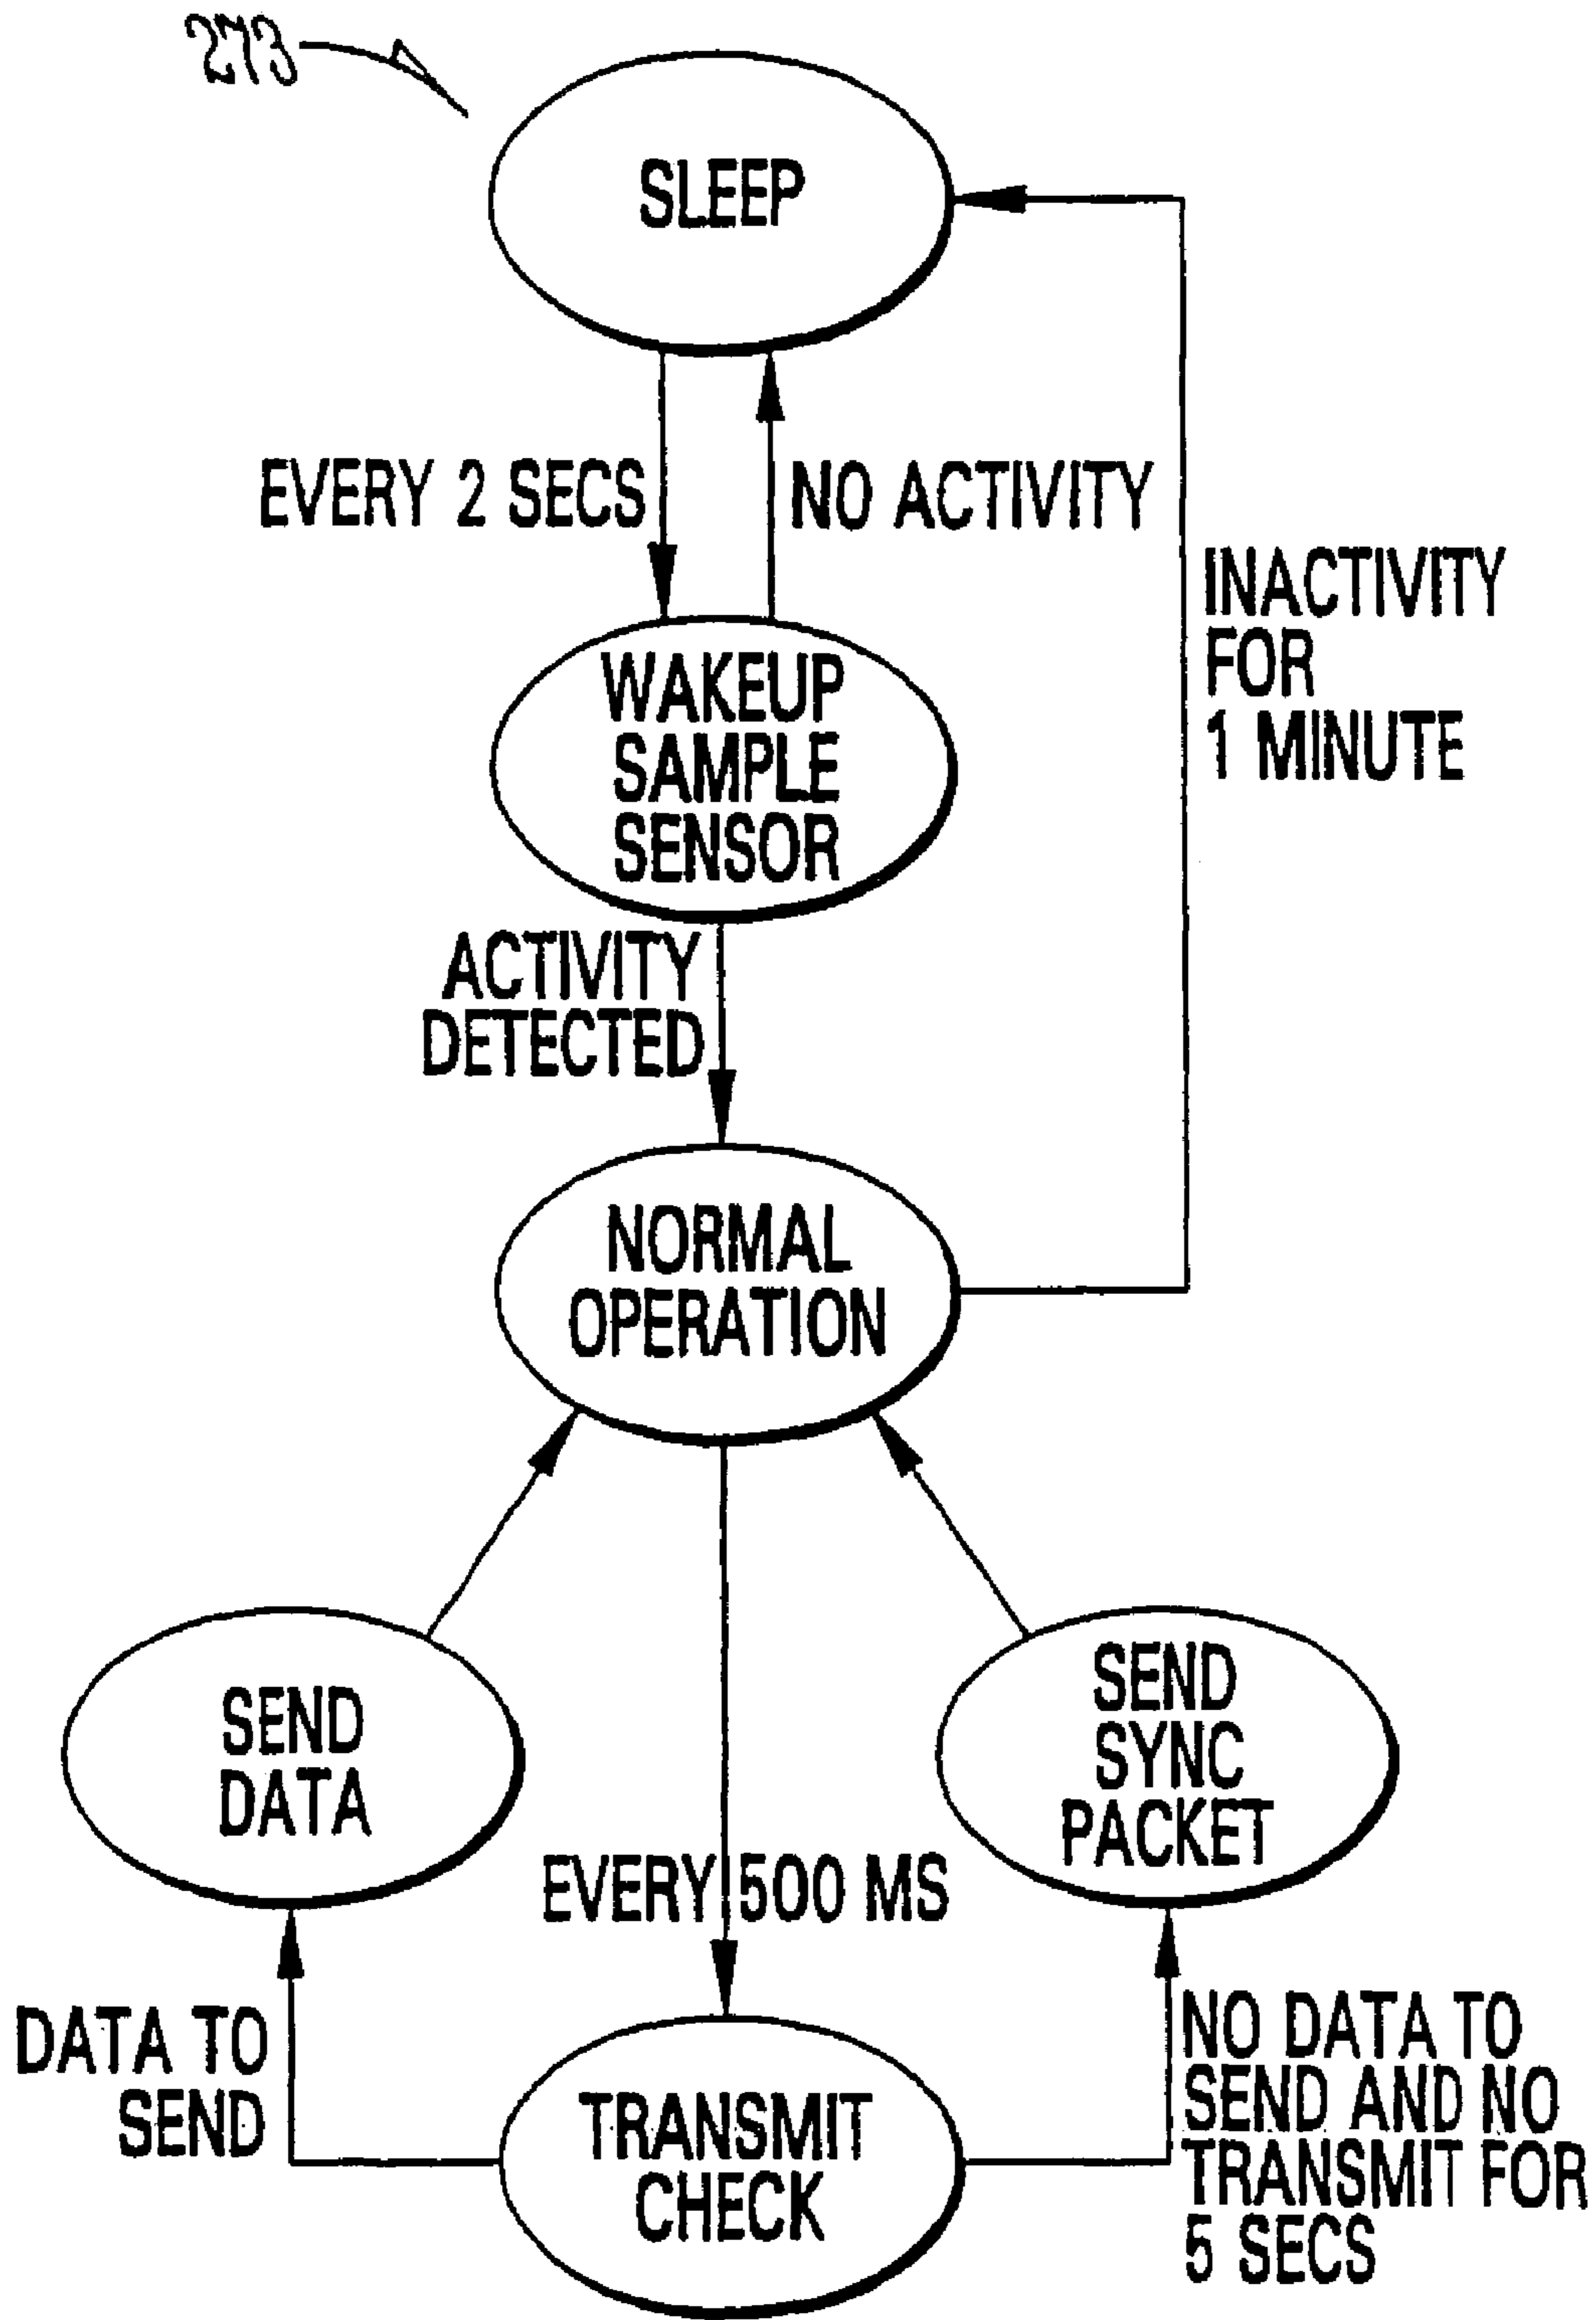 273
SLEEP
EVERY 2 SECS
NO ACTIVITY
INACTIVITY
FOR
1 MINUTE
WAKEUP
SAMPLE
SENSOR
ACTIVITY
DETECTED
NORMAL
OPERATION
SEND
DATA
SEND
SYNC
PACKET
EVERY 500 MS
DATA TO
SEND
NO DATA TO
SEND AND NO
TRANSMIT FOR
5 SECS
TRANSMIT
CHECK